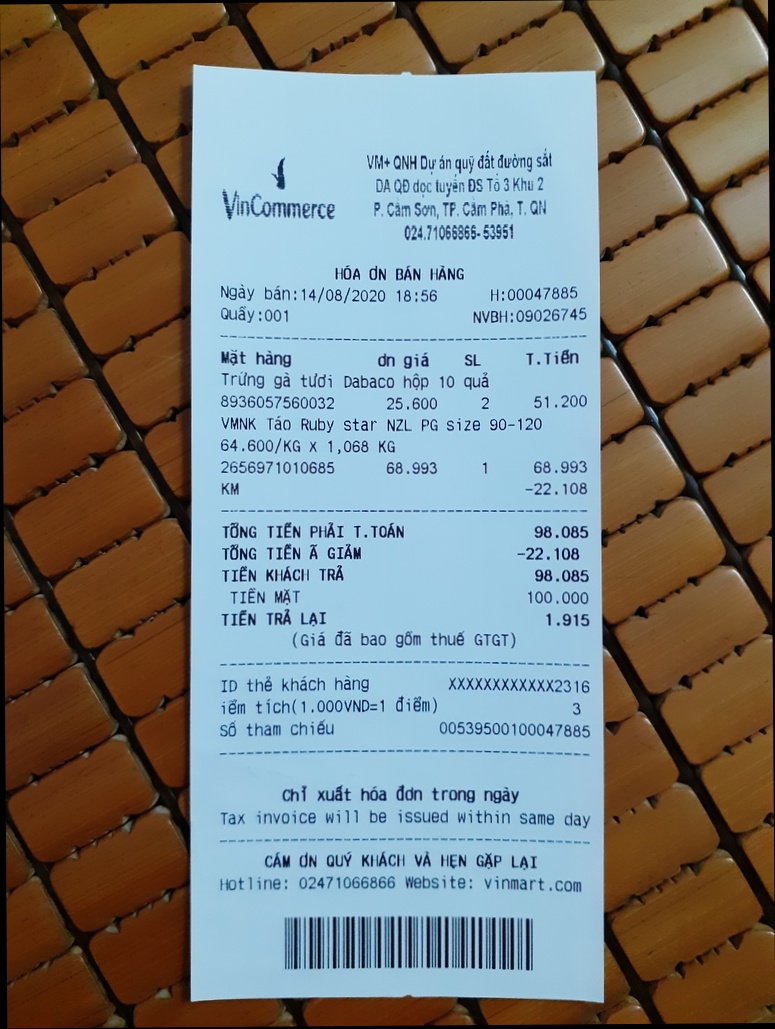 VinCommerce
VM+ QNH Dự án quỹ đất đường sắt
DA QĐ dọc tuyến ĐS Tổ 3 Khu 2
P. Cẩm Sơn, TP. Cẩm Phả, T. QN
024.71066866-53951
HÓA ƠN BÁN HÀNG
Ngày bán:14/08/2020 18:56 H:00047885
Quầy:001 NVBH:09026745
Mặt hàng ơn giá SL T.Tiền
Trứng gà tươi Dabaco hộp 10 quả
8936057560032 25.600 2 51.200
VMNK Táo Ruby star NZL PG size 90-120
64.600/KG X 1,068 KG
2656971010685 68.993 1 68.993
KM -22.108
TỔNG TIỀN PHẢI T.TOÁN 98.085
TỔNG TIỀN Ã GIẢM -22.108
TIỀN KHÁCH TRẢ 98.085
TIỀN MẶT 100.000
TIỀN TRẢ LẠI 1.915
(Giá đã bao gồm thuế GTGT)
ID thẻ khách hàng XXXXXXXXXXXX2316
iểm tích(1.000VND=1 điểm) 3
Số tham chiếu 00539500100047885
Chỉ xuất hóa đơn trong ngày
Tax invoice will be issued within same day
CÁM ƠN QUÝ KHÁCH VÀ HẸN GẶP LẠI
Hotline: 02471066866 Website: vinmart.com